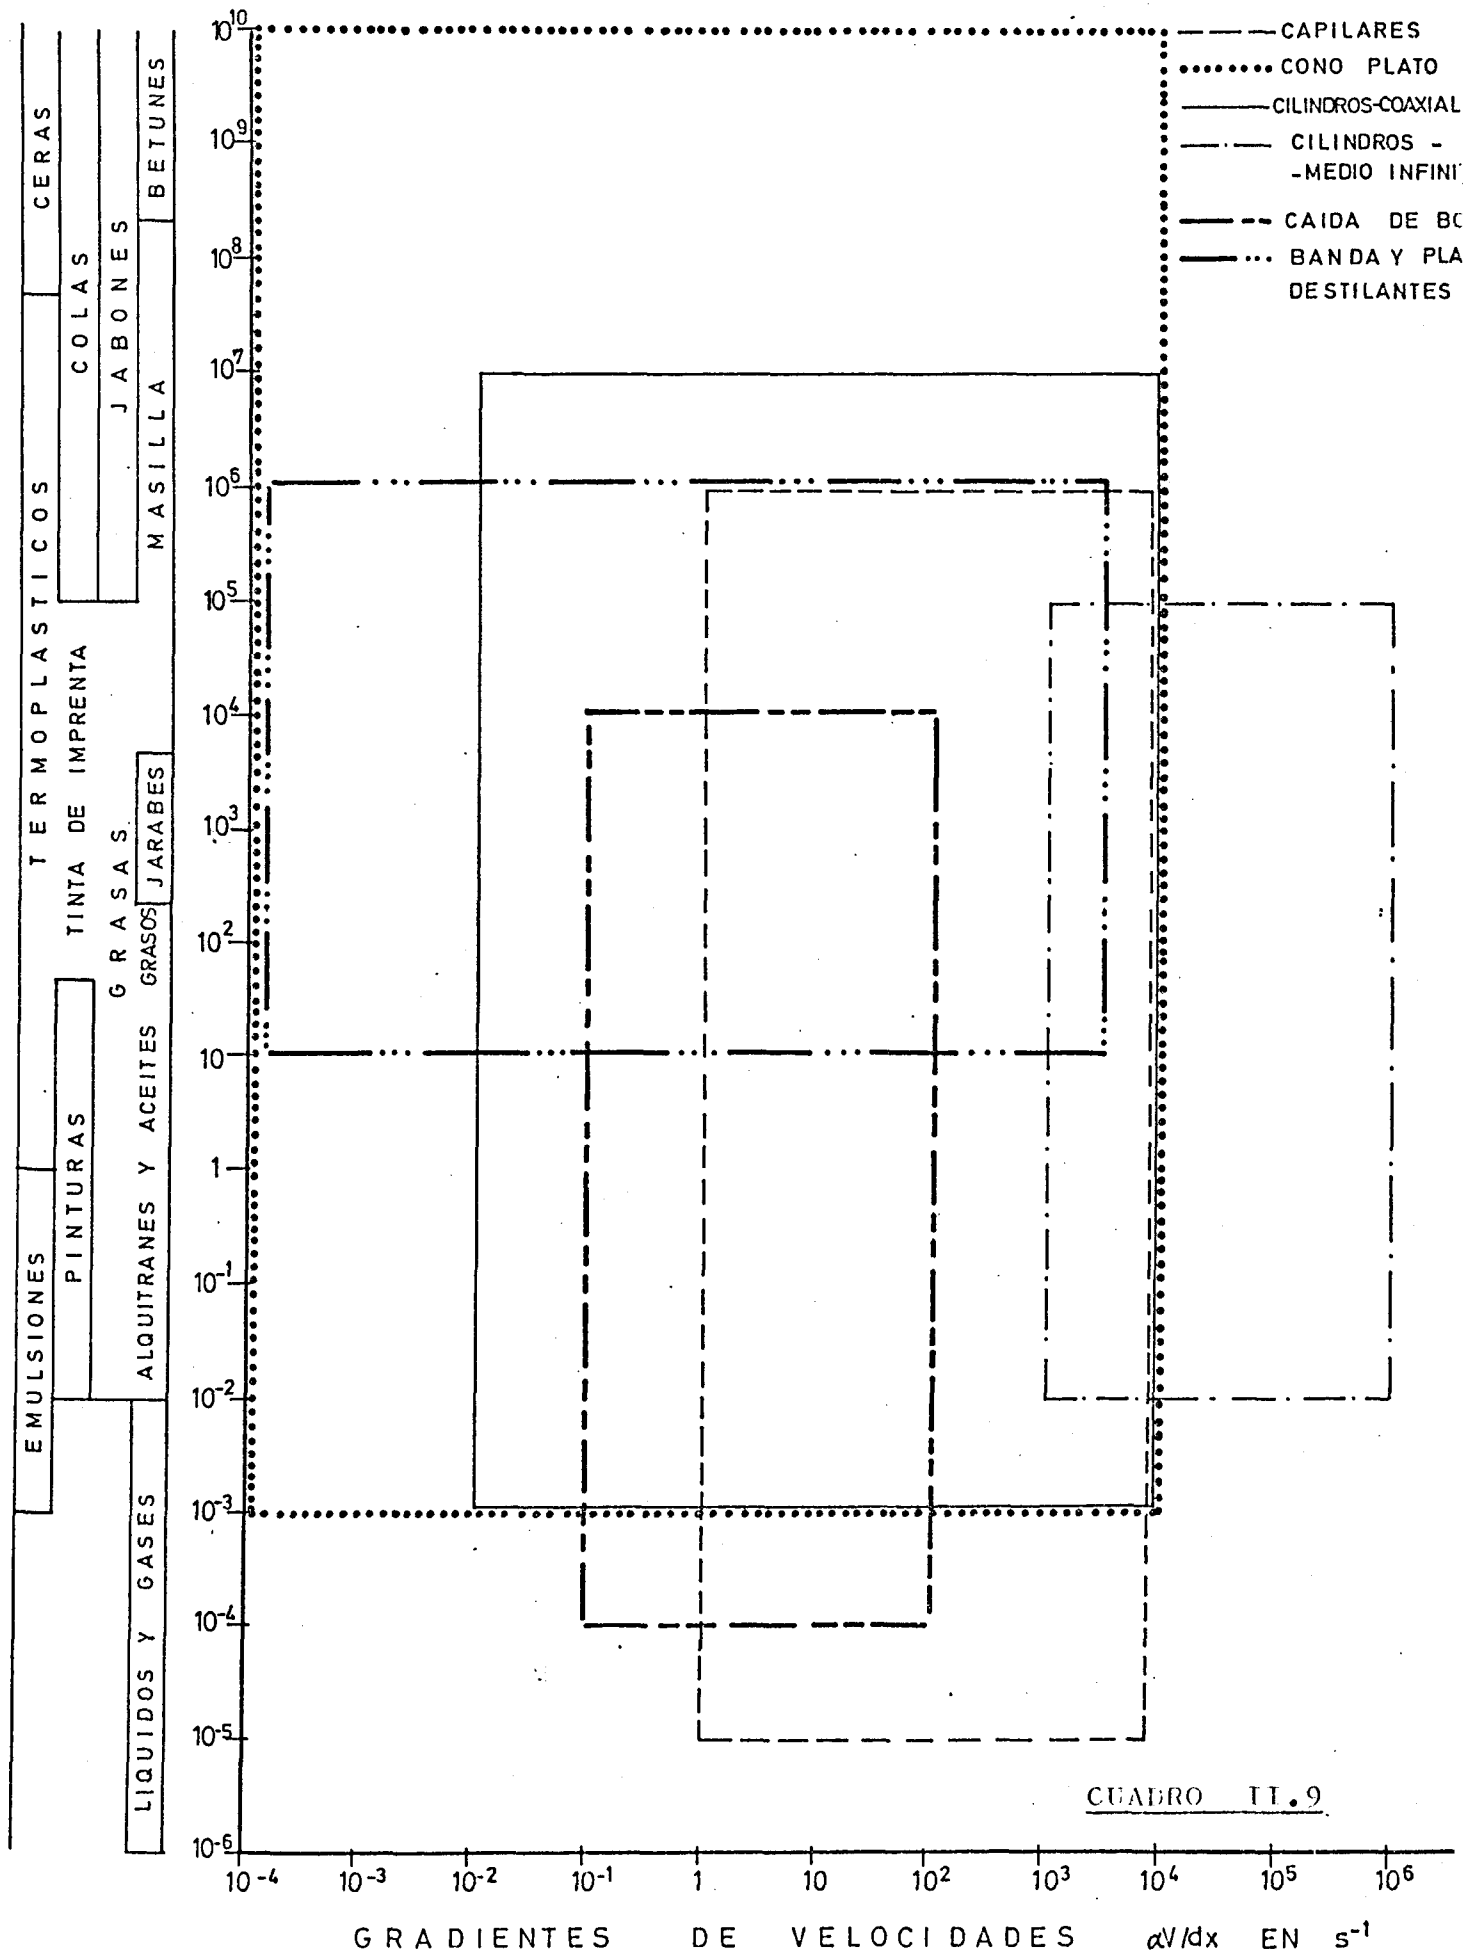 CAPILARES
CONO PLATO
CILINDROS-COAXIAL
CILINDROS -
-MEDIO INFINI
CAIDA DE
BANDA Y PLA
DESTILANTES
CERAS
TERMOPLASTICOS
EMULSIONES
COLAS
TINTA DE IMPRENTA
PINTURAS
JABONES
GRASAS
BETUNES
MASILLA
JARABES
ALQUITRANES Y ACEITES GRASOS
LIQUIDOS Y GASES
10^10
10^9
10^8
10^7
10^6
10^5
10^4
10^3
10^2
10
1
10^-1
10^-2
10^-3
10^-4
10^-5
10^-6
10^-4 10^-3 10^-2 10^-1 1 10 10^2 10^3 10^4 10^5 10^6
CUADRO II.9
GRADIENTES DE VELOCIDADES dV/dx EN s^-1